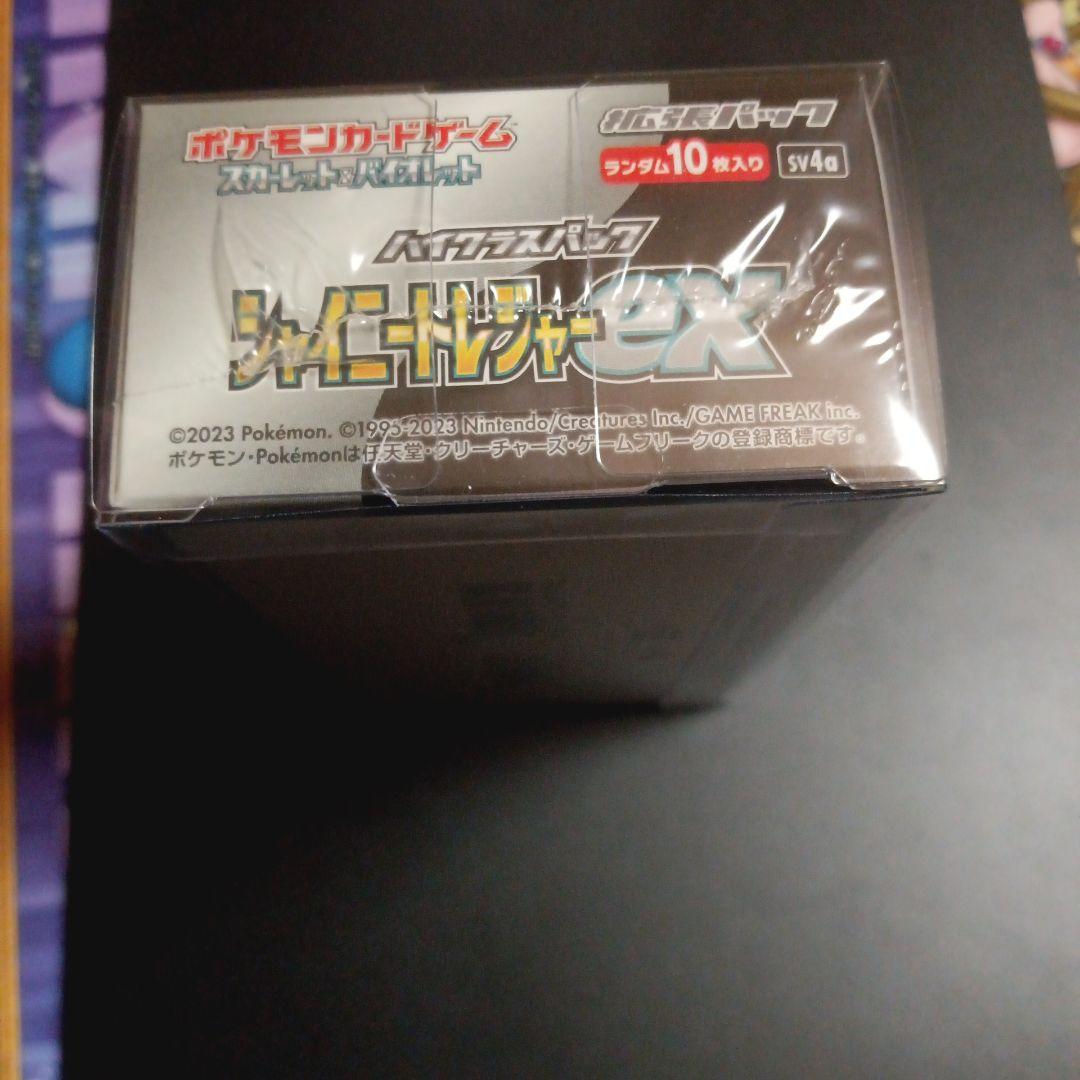 ポケモンカードゲーム
スカーレット&バイオレット
拡張パック
ランダム10枚入り sv4a
ハイクラスパック
シャイニートレジャーex
©2023 Pokémon. ©1995-2023 Nintendo/Creatures Inc./GAME FREAK inc.
ポケモン・Pokémonは任天堂・クリーチャーズ・ゲームフリークの登録商標です。